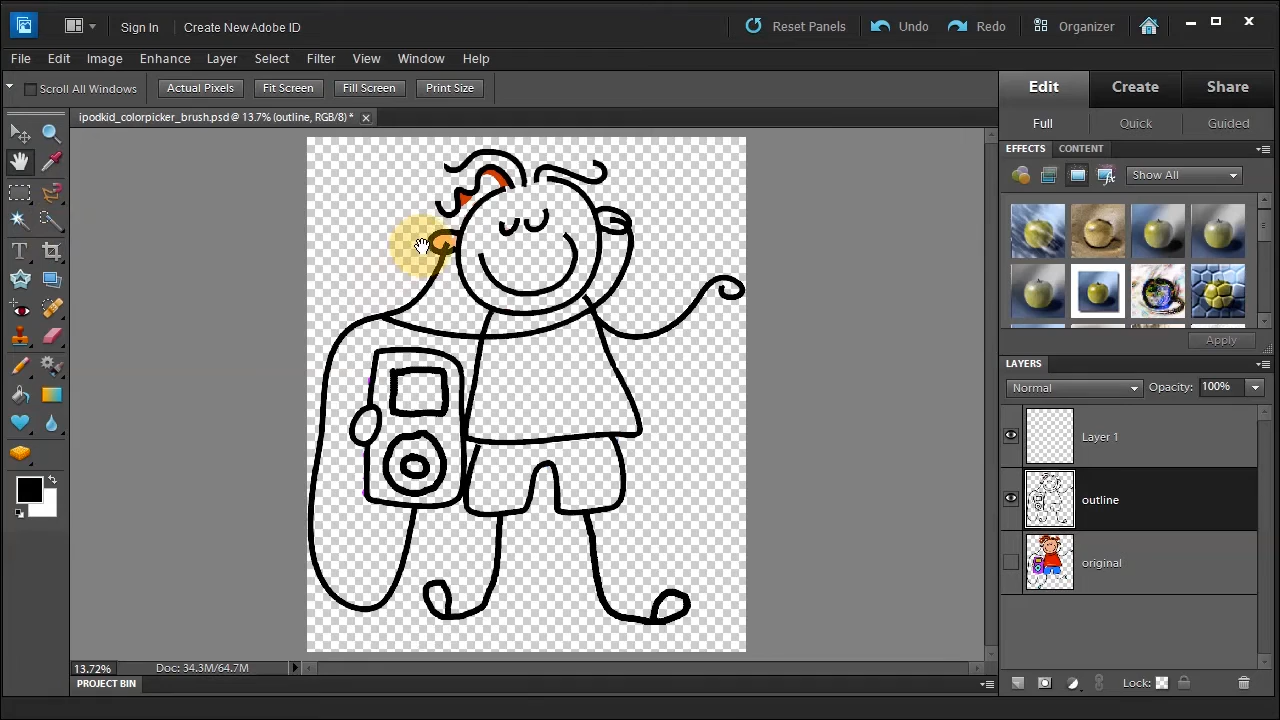 Sign In Create New Adobe ID Reset Panels Undo Redo Organizer
File Edit Image Enhance Layer Select Filter View Window Help
Scroll All Windows Actual Pixels Fit Screen Fill Screen Print Size
Edit Create Share
ipodkid_colorpicker_brush.psd @ 13.7% (outline, RGB/8) *
Full Quick Guided
EFFECTS CONTENT
Show All
Apply
LAYERS
Normal Opacity: 100%
Layer 1
outline
original
13.72% Doc: 34.3M/64.7M
Lock:
PROJECT BIN